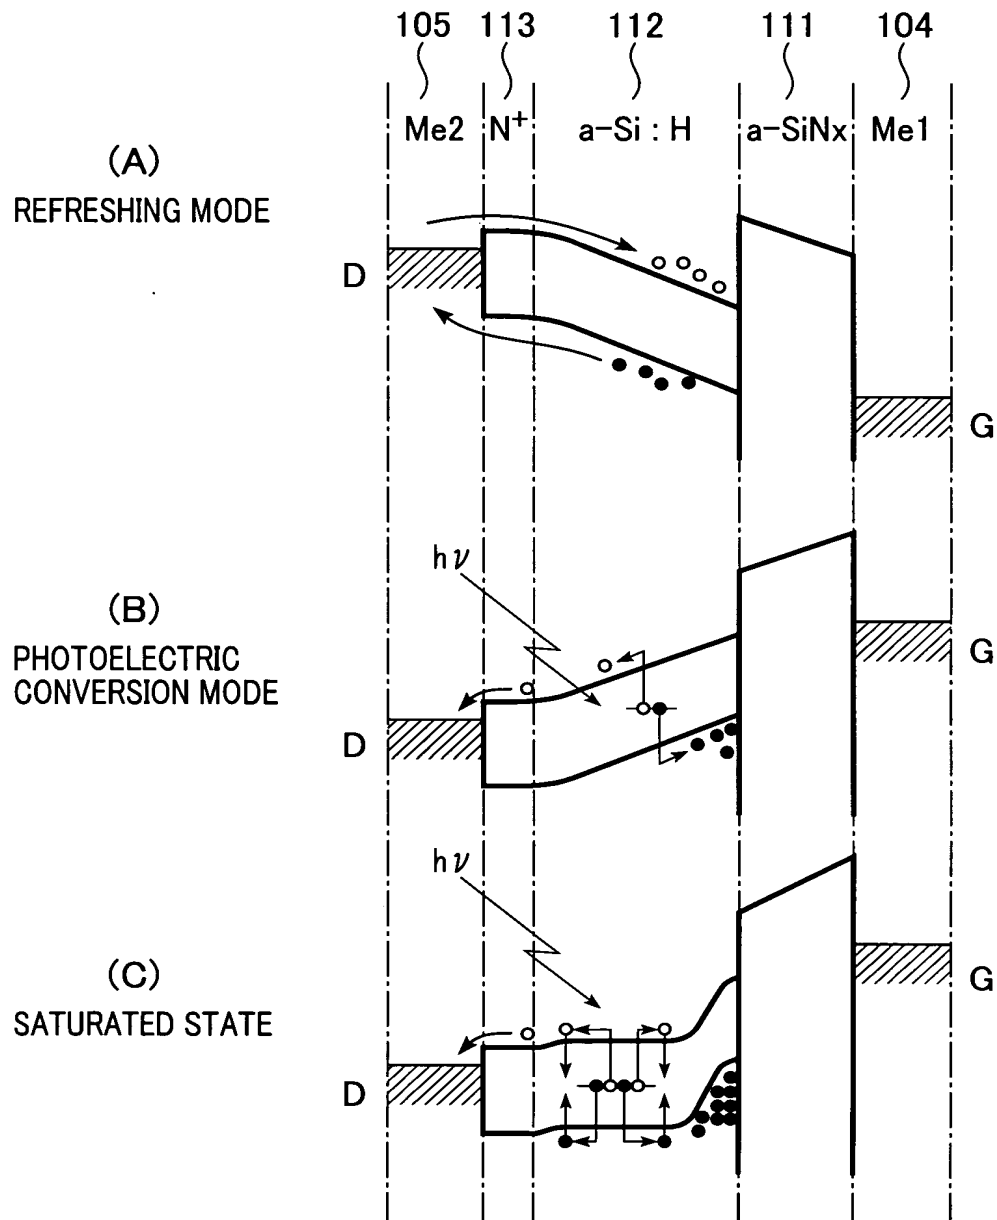 105 113 112 111 104
Me2 N+ a-Si : H a-SiNx Me1
(A)
REFRESHING MODE
D
G
hν
(B)
PHOTOELECTRIC
CONVERSION MODE
G
D
hν
(C)
SATURATED STATE
G
D